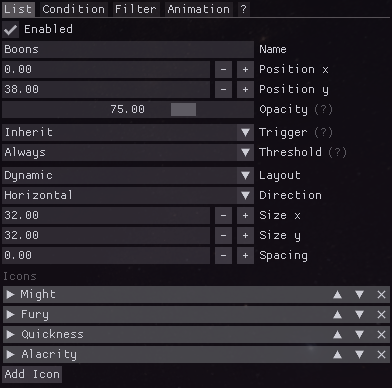 List Condition Filter Animation ?
Enabled
Boons Name
0.00 - + Position x
38.00 - + Position y
75.00 Opacity (?)
Inherit Trigger (?)
Always Threshold (?)
Dynamic Layout
Horizontal Direction
32.00 - + Size x
32.00 - + Size y
0.00 - + Spacing
Icons
Might
Fury
Quickness
Alacrity
Add Icon